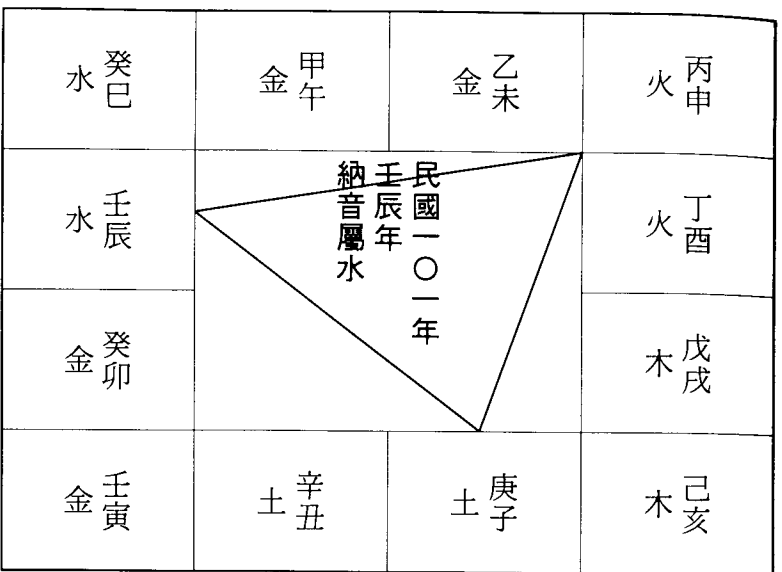 癸巳
水
甲午
金
乙未
金
丙申
火
壬辰
水
民國一〇一年
壬辰年
納音屬水
丁酉
火
癸卯
金
戊戌
木
壬寅
金
辛丑
土
庚子
土
己亥
木